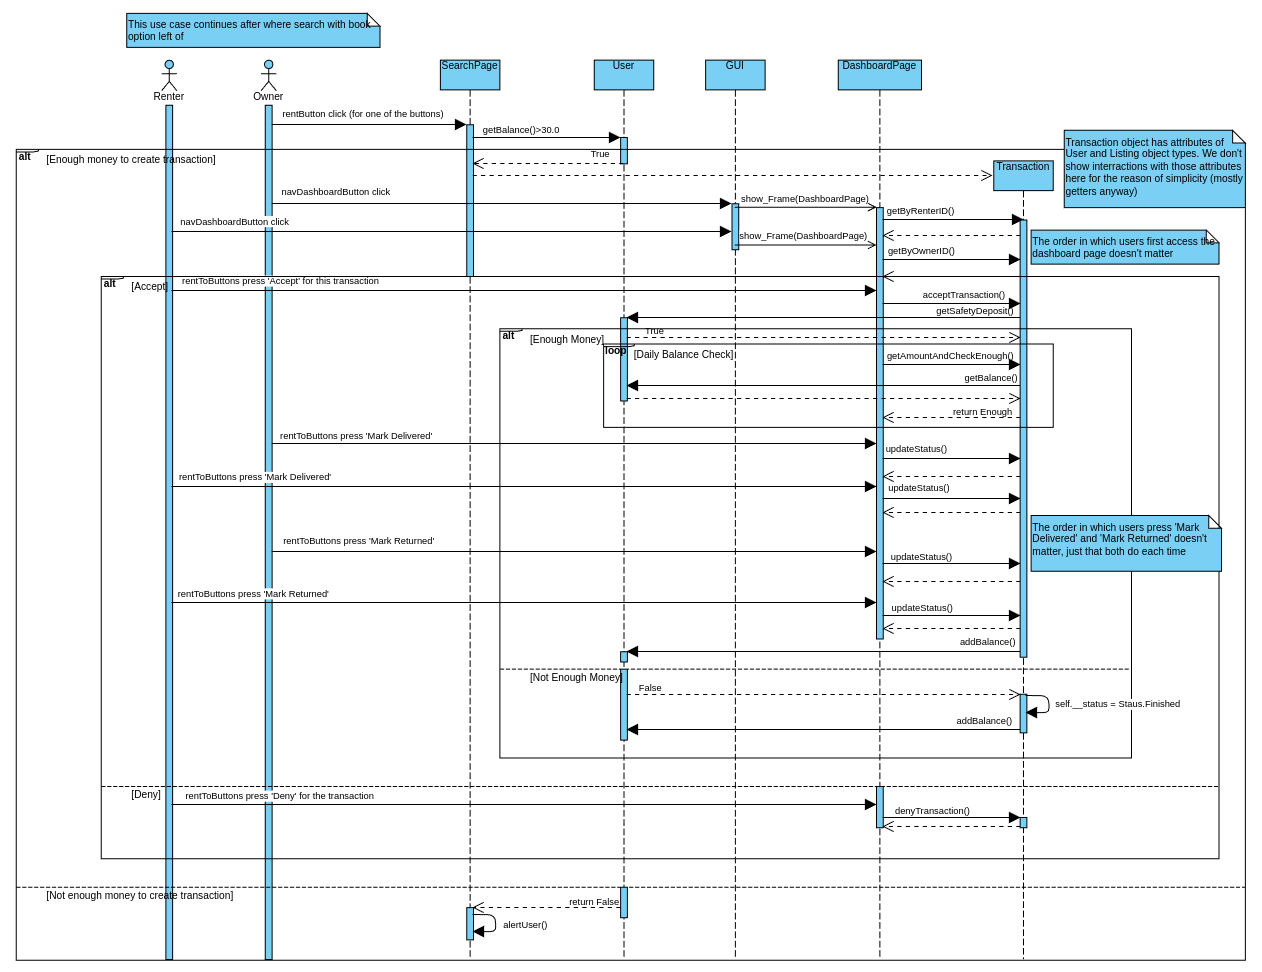 This use case continues after where search with book
option left of
Renter
Owner
SearchPage
User
GUI
DashboardPage
rentButton click (for one of the buttons)
getBalance()>30.0
Transaction object has attributes of
User and Listing object types. We don't
show interractions with those attributes
here for the reason of simplicity (mostly
getters anyway)
alt
[Enough money to create transaction]
True
Transaction
navDashboardButton click
show_Frame(DashboardPage)
getByRenterID()
navDashboardButton click
show_Frame(DashboardPage)
The order in which users first access the
dashboard page doesn't matter
getByOwnerID()
alt
[Accept]
rentToButtons press 'Accept' for this transaction
acceptTransaction()
getSafetyDeposit()
alt
[Enough Money]
True
loop
[Daily Balance Check]
getAmountAndCheckEnough()
getBalance()
return Enough
rentToButtons press 'Mark Delivered'
updateStatus()
rentToButtons press 'Mark Delivered'
updateStatus()
The order in which users press 'Mark
Delivered' and 'Mark Returned' doesn't
matter, just that both do each time
rentToButtons press 'Mark Returned'
updateStatus()
rentToButtons press 'Mark Returned'
updateStatus()
addBalance()
[Not Enough Money]
False
self.__status = Staus.Finished
addBalance()
[Deny]
rentToButtons press 'Deny' for the transaction
denyTransaction()
[Not enough money to create transaction]
return False
alertUser()